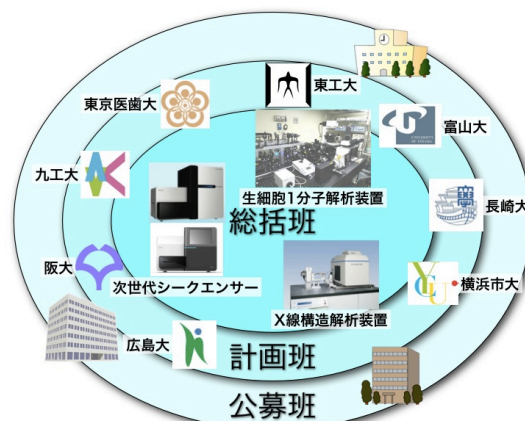 東工大
東京医歯大
富山大
九工大
生細胞1分子解析装置
長崎大
総括班
阪大
次世代シークエンサー
横浜市大
X線構造解析装置
広島大
計画班
公募班